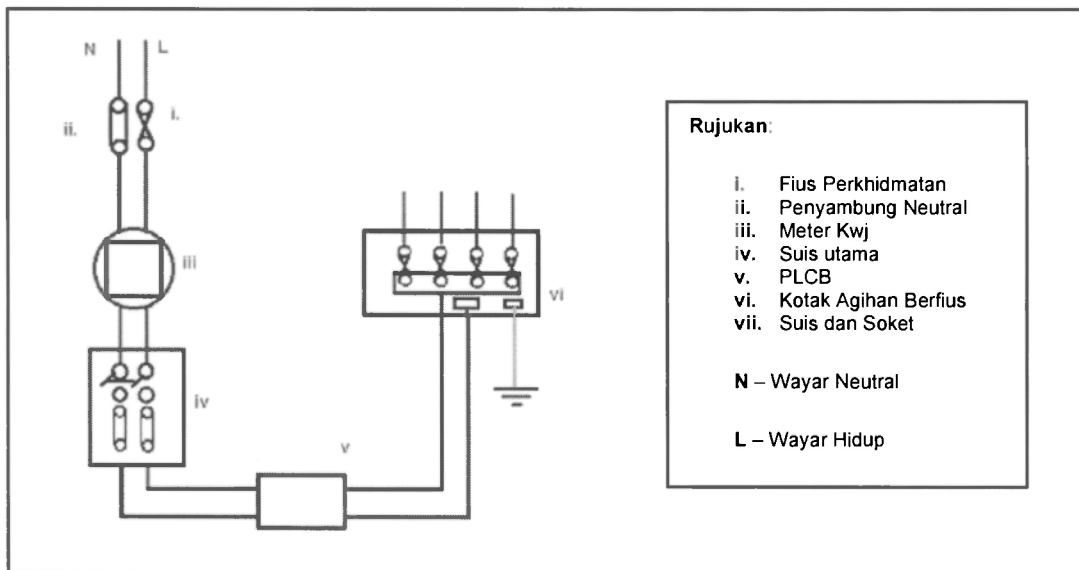 N L
i.
ii.
iii
iv
v
vi
Rujukan:
i. Fius Perkhidmatan
ii. Penyambung Neutral
iii. Meter Kwj
iv. Suis utama
v. PLCB
vi. Kotak Agihan Berfius
vii. Suis dan Soket
N – Wayar Neutral
L – Wayar Hidup